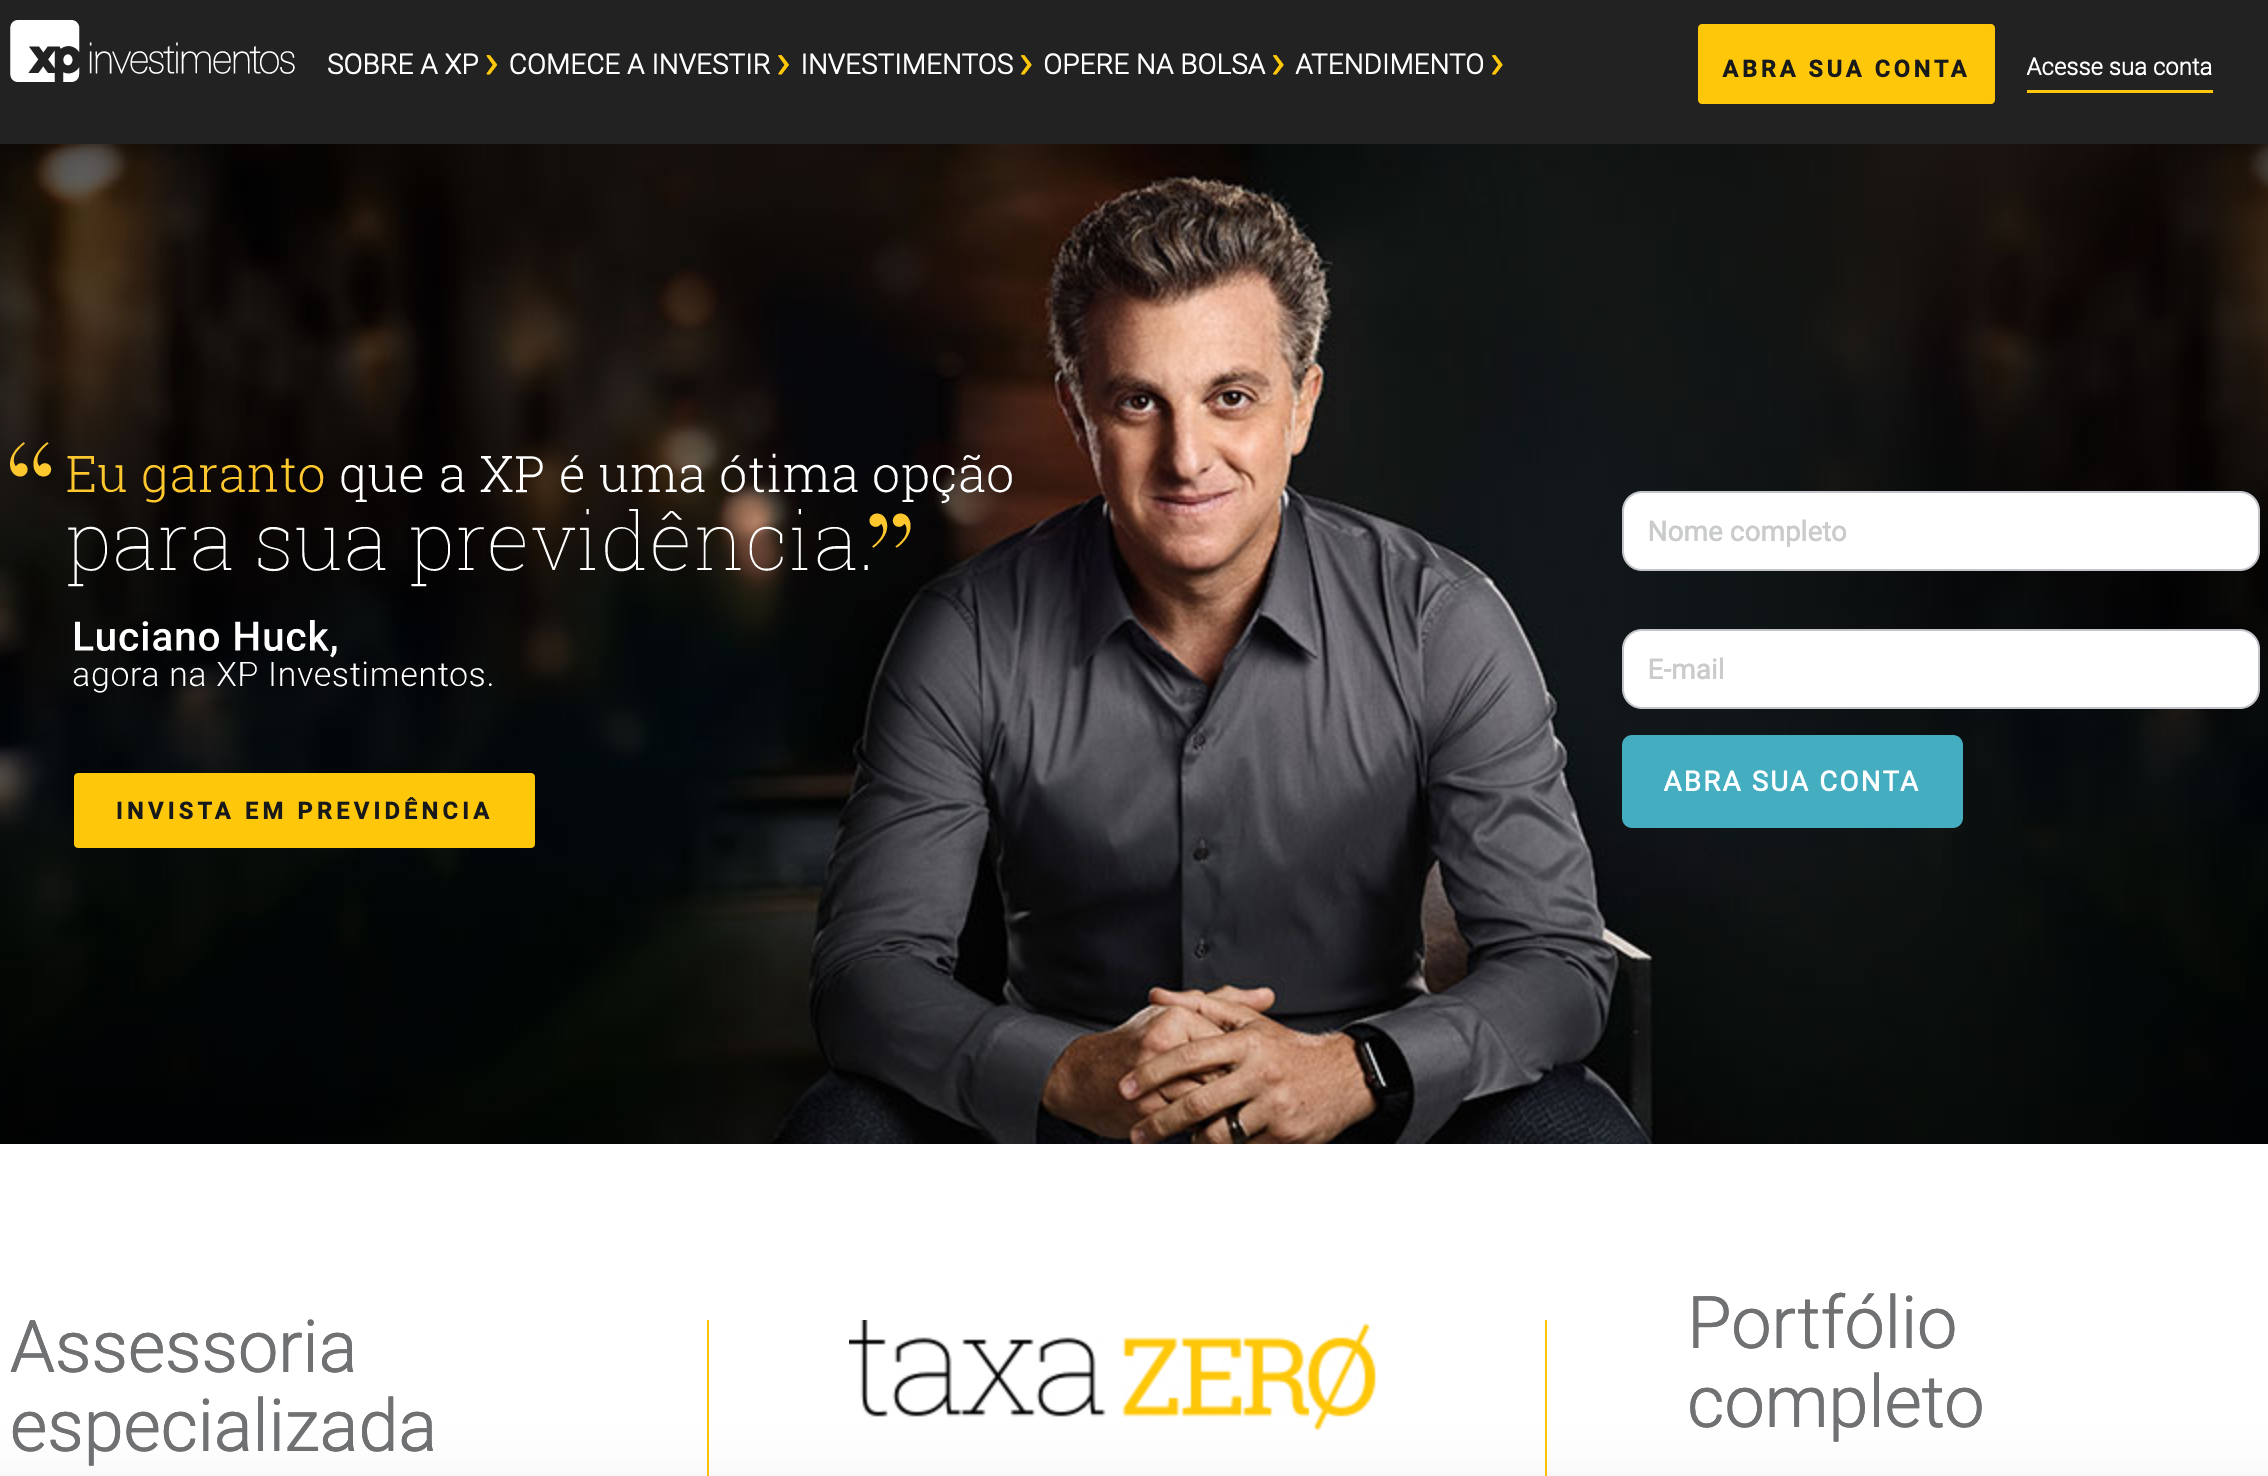 xp investimentos
SOBRE A XP › COMECE A INVESTIR › INVESTIMENTOS › OPERE NA BOLSA › ATENDIMENTO ›
ABRA SUA CONTA
Acesse sua conta
“Eu garanto que a XP é uma ótima opção
para sua previdência.”
Luciano Huck,
agora na XP Investimentos.
INVISTA EM PREVIDÊNCIA
Nome completo
E-mail
ABRA SUA CONTA
Assessoria
especializada
taxa ZERØ
Portfólio
completo